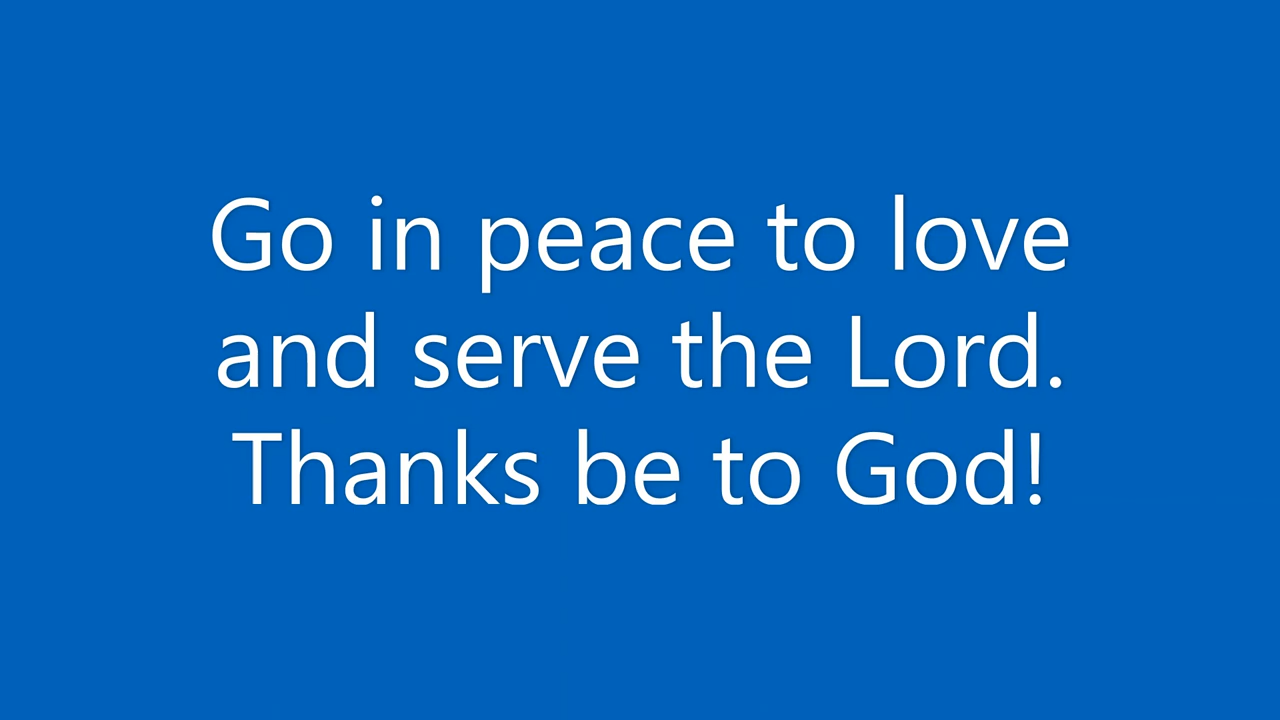 Go in peace to love
and serve the Lord.
Thanks be to God!